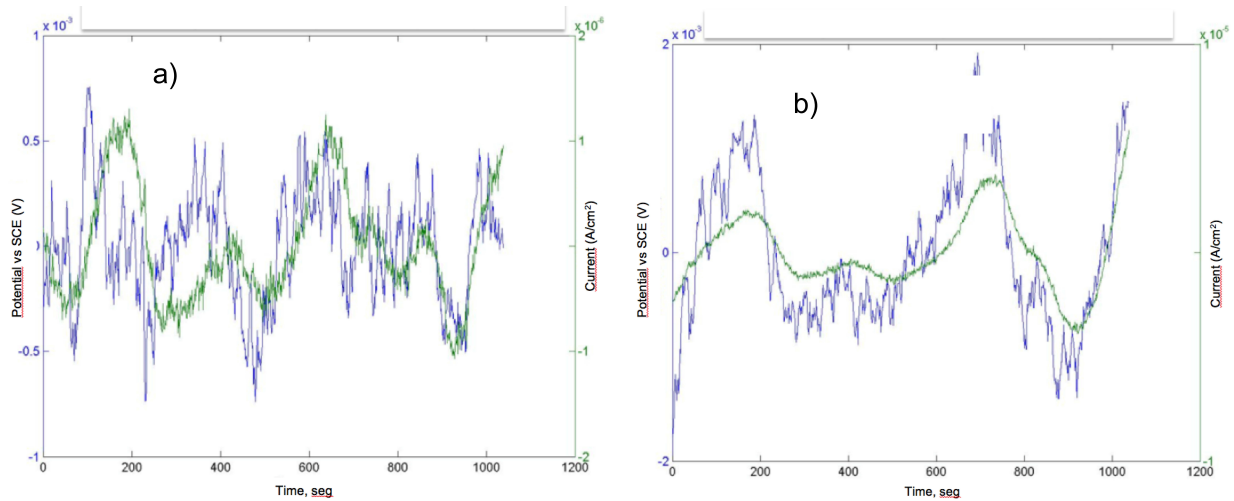 x 10⁻³
x 10⁻⁶
a)
1
0.5
0
-0.5
-1
2
1
0
-1
-2
0
200
400
600
800
1000
1200
Potential vs SCE (V)
Current (A/cm²)
Time, seg
x 10⁻³
x 10⁻⁵
b)
2
1
0
-1
-2
1
0
-1
0
200
400
600
800
1000
1200
Potential vs SCE (V)
Current (A/cm²)
Time, seg